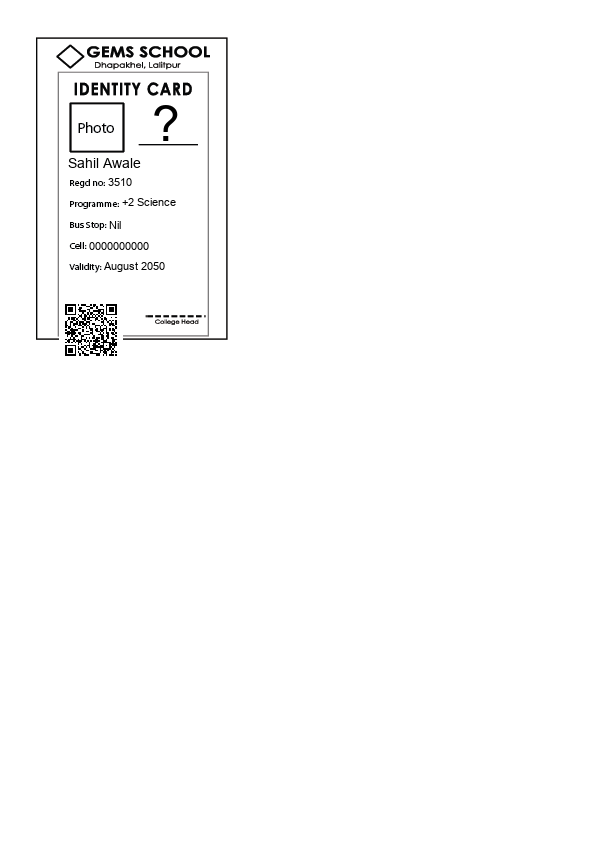 GEMS SCHOOL
Dhapakhel, Lalitpur
IDENTITY CARD
Photo
?
Sahil Awale
Regd no: 3510
Programme: +2 Science
Bus Stop: Nil
Cell: 0000000000
Validity: August 2050
College Head